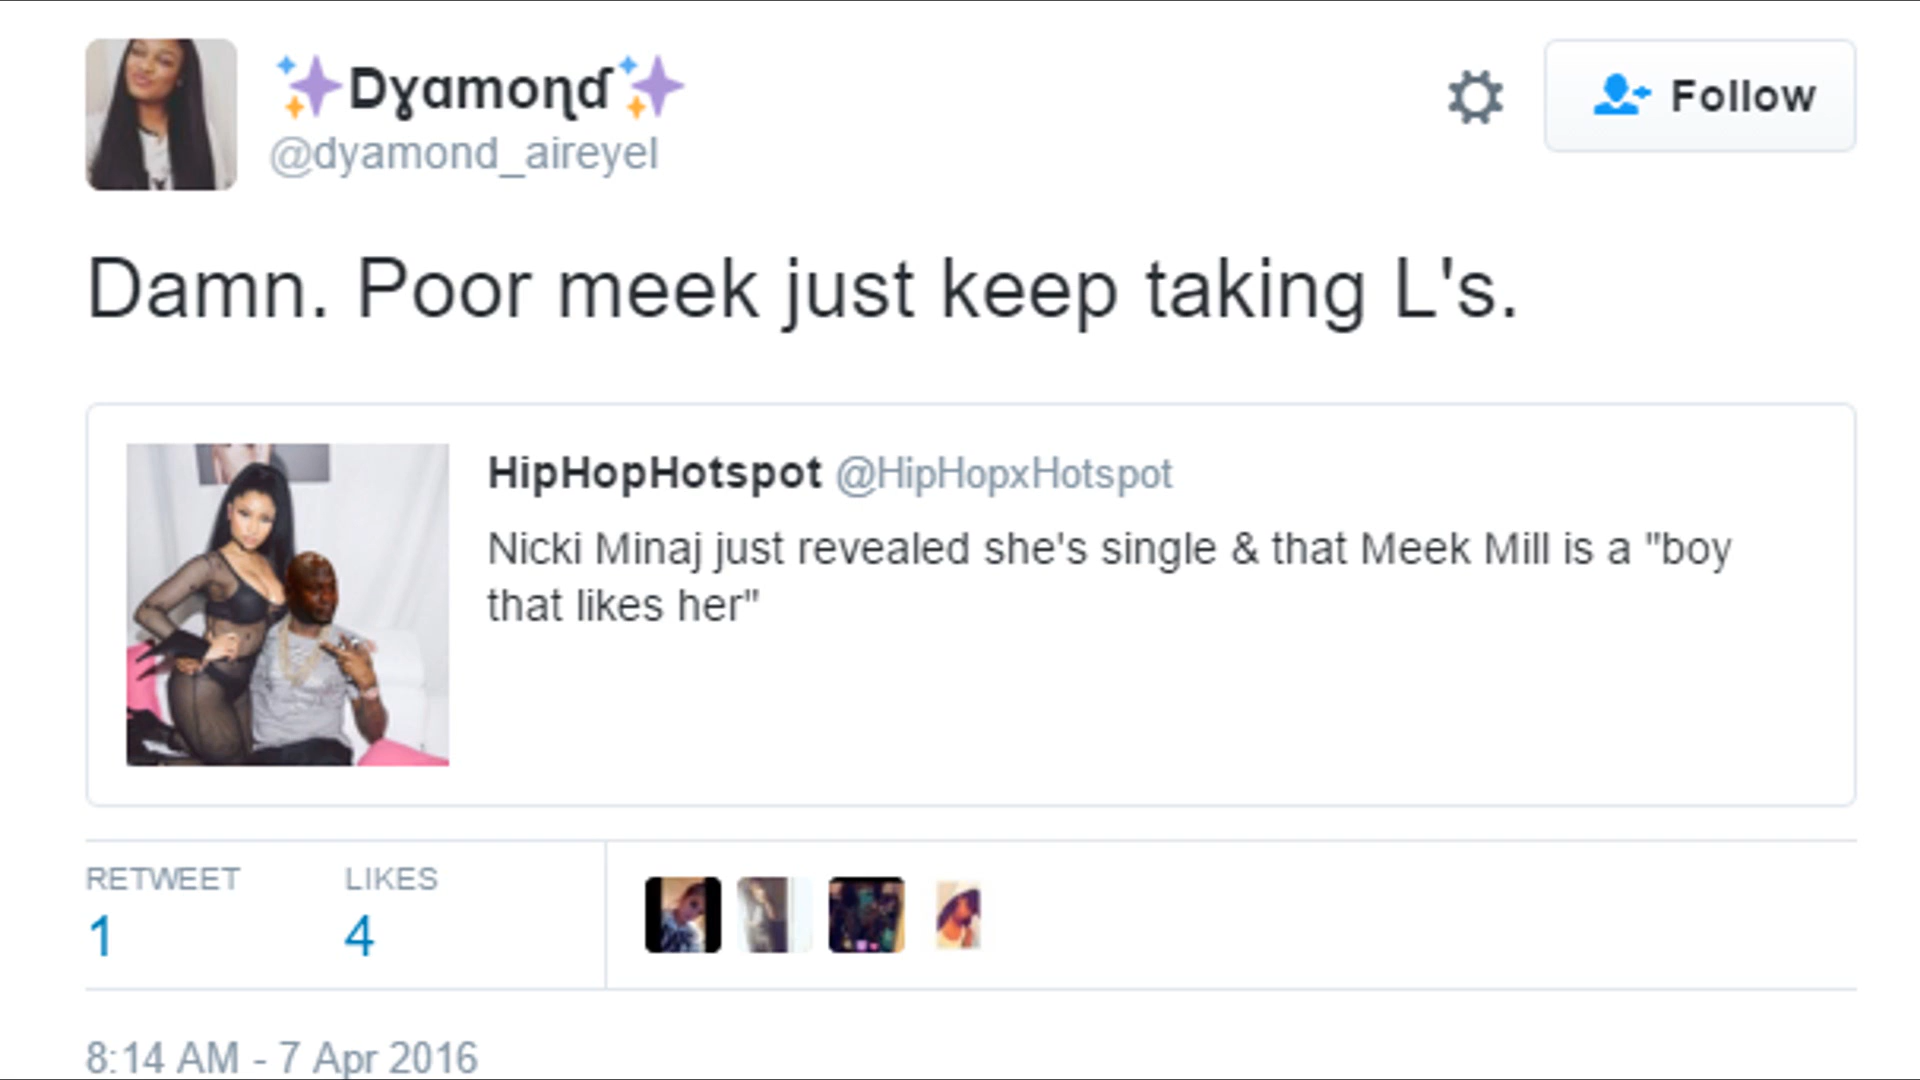 ✨Dɣɑmoɳɗ✨
@dyamond_aireyel
Follow
Damn. Poor meek just keep taking L's.
HipHopHotspot @HipHopxHotspot
Nicki Minaj just revealed she's single & that Meek Mill is a "boy
that likes her"
RETWEET LIKES
1 4
8:14 AM - 7 Apr 2016